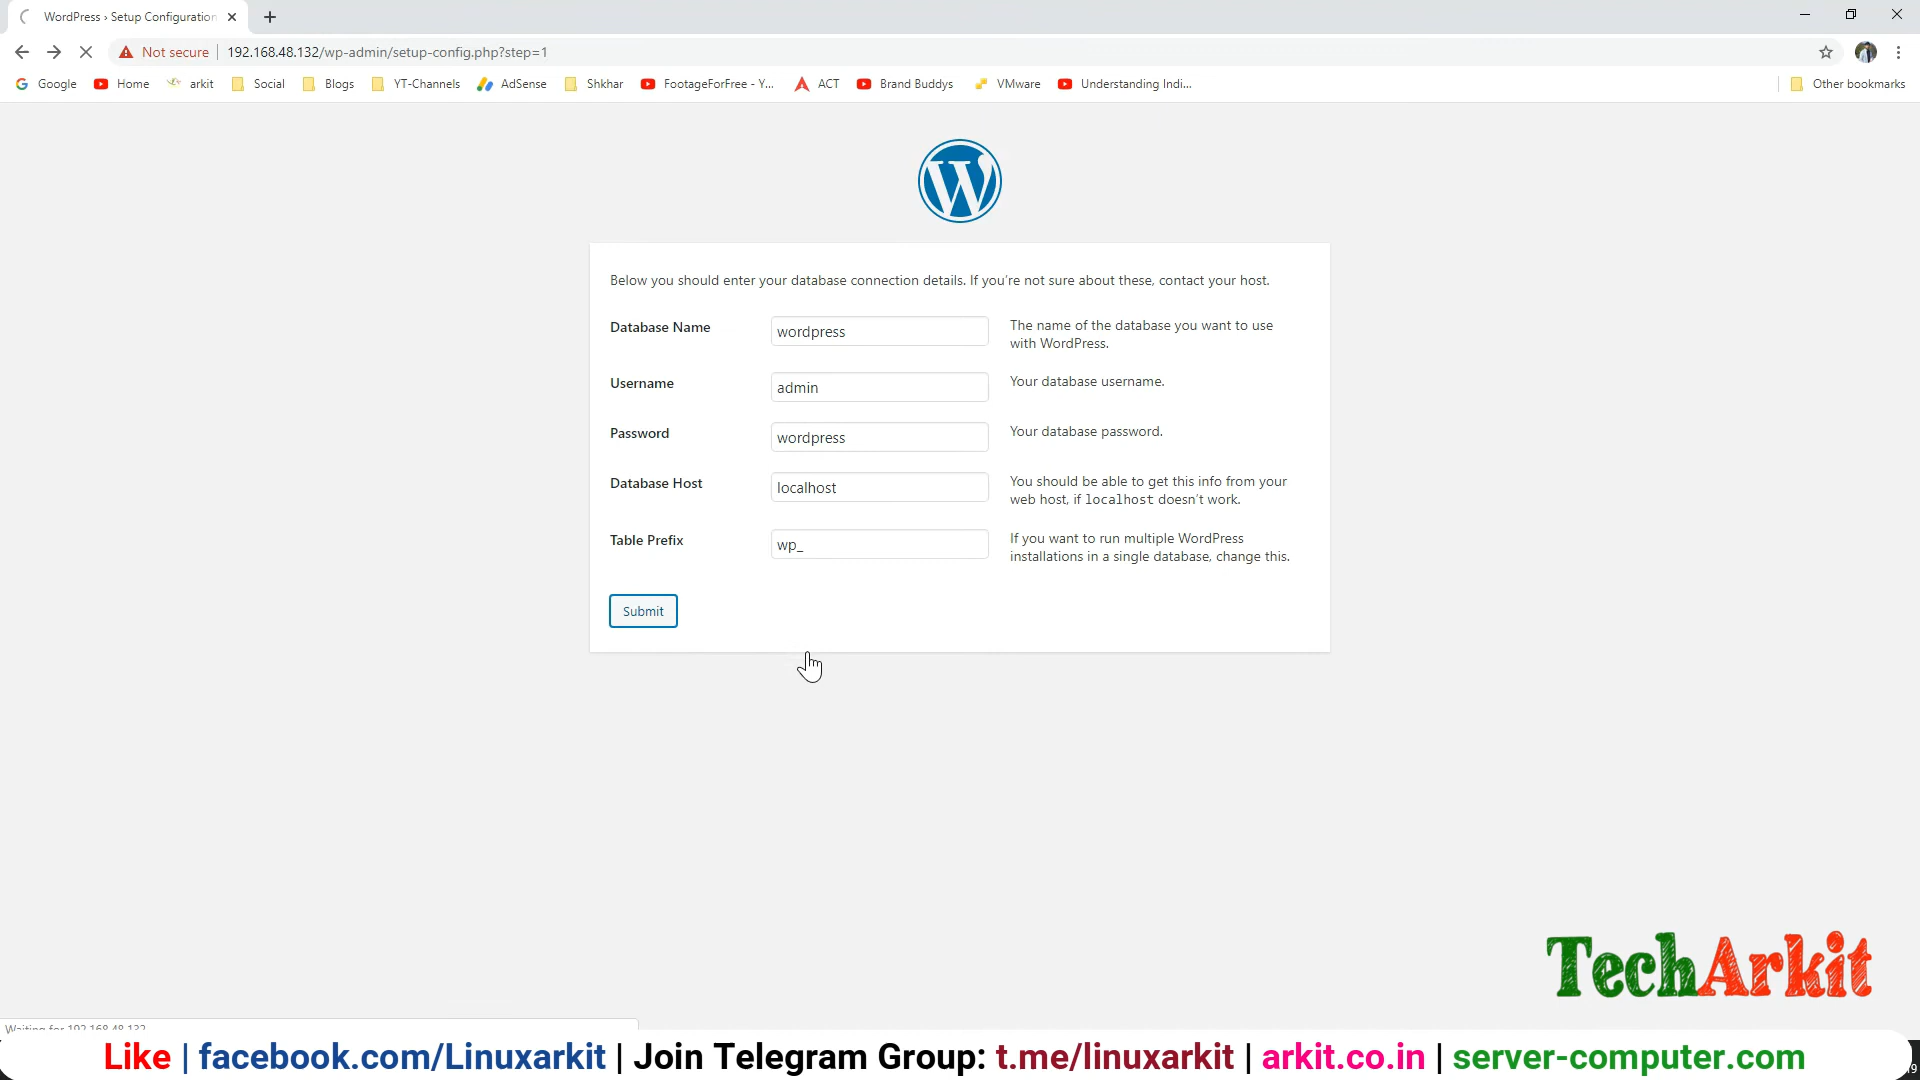 WordPress › Setup Configuration
Not secure
192.168.48.132/wp-admin/setup-config.php?step=1
Google
Home
arkit
Social
Blogs
YT-Channels
AdSense
Shkhar
FootageForFree - Y...
ACT
Brand Buddys
VMware
Understanding Indi...
Other bookmarks
Below you should enter your database connection details. If you're not sure about these, contact your host.
Database Name
wordpress
The name of the database you want to use
with WordPress.
Username
admin
Your database username.
Password
wordpress
Your database password.
Database Host
localhost
You should be able to get this info from your
web host, if localhost doesn't work.
Table Prefix
wp_
If you want to run multiple WordPress
installations in a single database, change this.
Submit
TechArkit
Waiting for 192.168.48.132
Like | facebook.com/Linuxarkit | Join Telegram Group: t.me/linuxarkit | arkit.co.in | server-computer.com